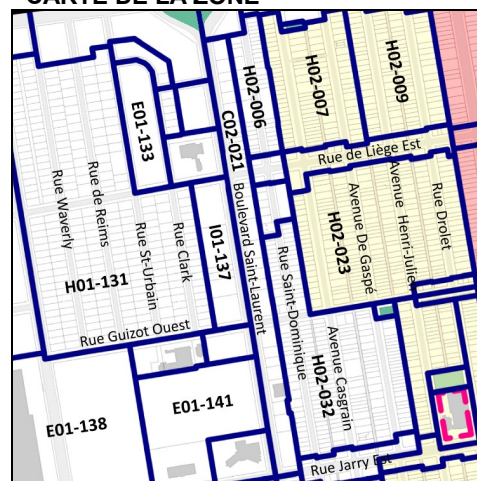 CARTE DE LA ZONE
H02-006
H02-007
H02-009
E01-133
C02-021
Rue de Liège Est
Rue Waverly
Rue de Reims
Rue St-Urbain
Rue Clark
I01-137
Boulevard Saint-Laurent
H02-023
Avenue De Gaspé
Avenue Henri-Julien
Rue Drolet
H01-131
Rue Saint-Dominique
Rue Guizot Ouest
H02-032
Avenue Casgrain
E01-138
E01-141
Rue Jarry Est